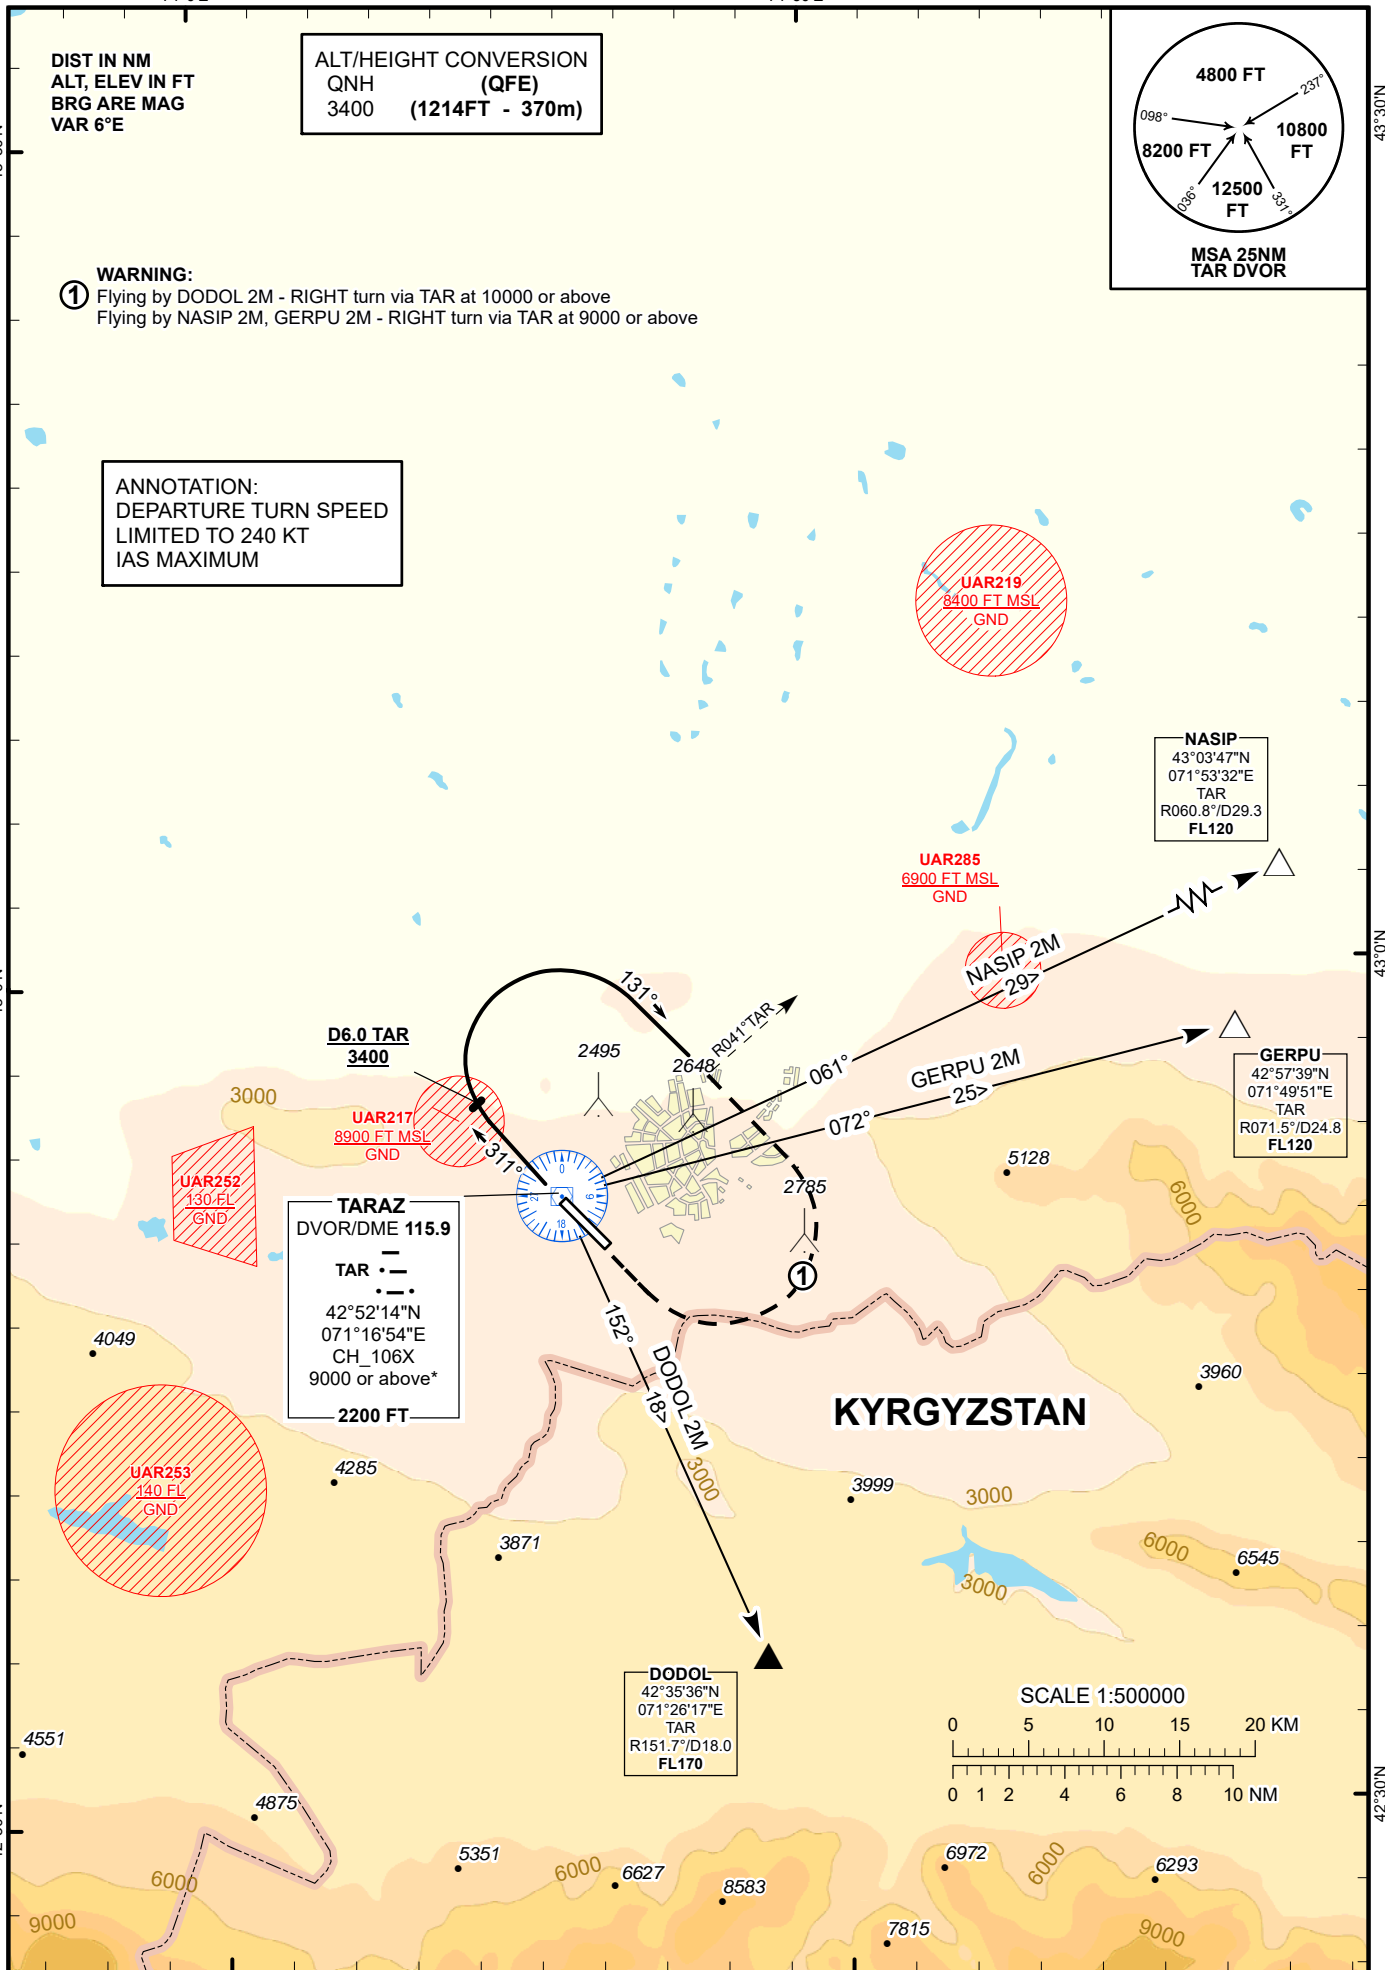 DIST IN NM
ALT, ELEV IN FT
BRG ARE MAG
VAR 6°E
ALT/HEIGHT CONVERSION
QNH (QFE)
3400 (1214FT - 370m)
4800 FT
237°
098°
10800
FT
8200 FT
12500
FT
036°
331°
MSA 25NM
TAR DVOR
43°30'N
WARNING:
1 Flying by DODOL 2M - RIGHT turn via TAR at 10000 or above
Flying by NASIP 2M, GERPU 2M - RIGHT turn via TAR at 9000 or above
ANNOTATION:
DEPARTURE TURN SPEED
LIMITED TO 240 KT
IAS MAXIMUM
UAR219
8400 FT MSL
GND
NASIP
43°03'47"N
071°53'32"E
TAR
R060.8°/D29.3
FL120
UAR285
6900 FT MSL
GND
43°0'N
NASIP 2M
29>
131°
R041°TAR
D6.0 TAR
3400
2495
2648
061°
GERPU 2M
25>
072°
GERPU
42°57'39"N
071°49'51"E
TAR
R071.5°/D24.8
FL120
3000
UAR217
8900 FT MSL
GND
311°
5128
6000
UAR252
130 FL
GND
0
6
18
27
2785
1
TARAZ
DVOR/DME 115.9
TAR
42°52'14"N
071°16'54"E
CH_106X
9000 or above*
2200 FT
152°
DODOL 2M
18>
4049
3960
KYRGYZSTAN
UAR253
140 FL
GND
4285
3000
3999
3000
3871
6000
6545
3000
DODOL
42°35'36"N
071°26'17"E
TAR
R151.7°/D18.0
FL170
SCALE 1:500000
0 5 10 15 20 KM
0 1 2 4 6 8 10 NM
42°30'N
4551
4875
5351
6000
6627
8583
6972
6000
6293
6000
9000
7815
9000